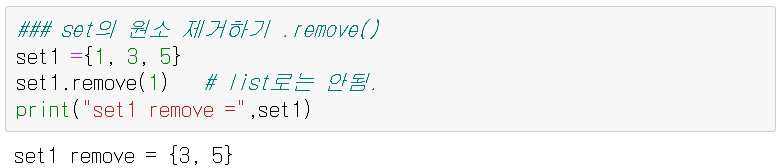 ### set의 원소 제거하기 .remove()
set1 ={1, 3, 5}
set1.remove(1)   # list로는 안됨.
print("set1 remove =",set1)
set1 remove = {3, 5}